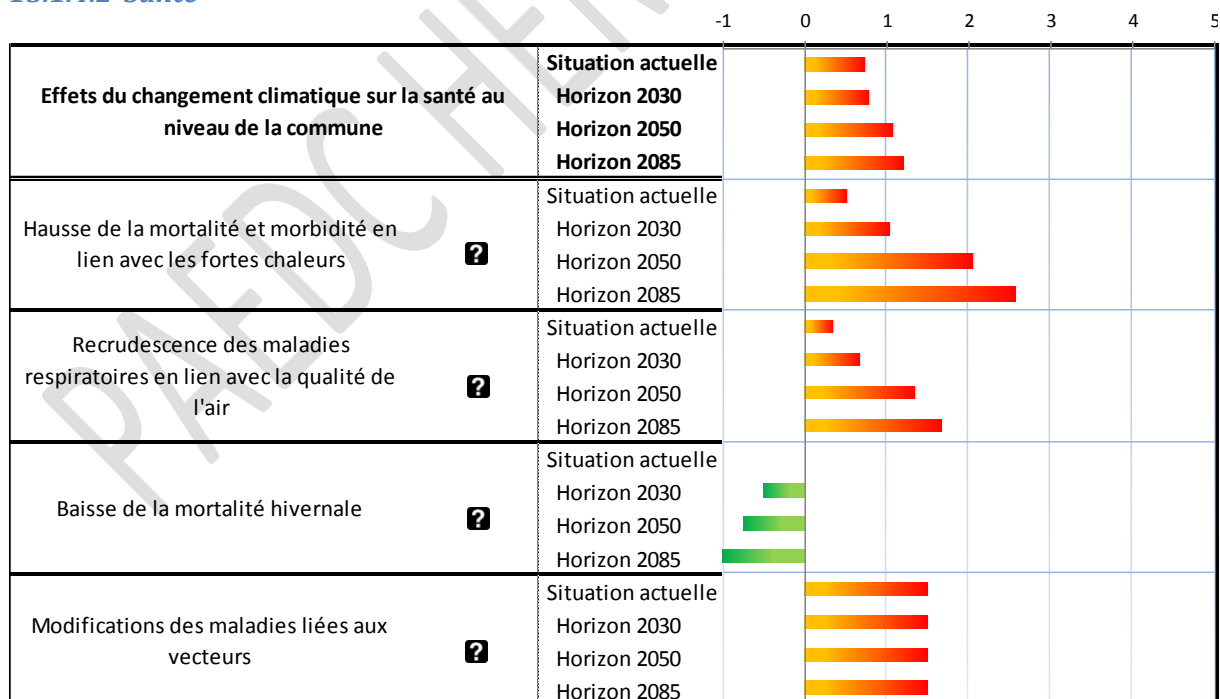 -1 0 1 2 3 4 5
Effets du changement climatique sur la santé au
niveau de la commune
Situation actuelle
Horizon 2030
Horizon 2050
Horizon 2085
Hausse de la mortalité et morbidité en
lien avec les fortes chaleurs
?
Situation actuelle
Horizon 2030
Horizon 2050
Horizon 2085
Recrudescence des maladies
respiratoires en lien avec la qualité de
l'air
?
Situation actuelle
Horizon 2030
Horizon 2050
Horizon 2085
Baisse de la mortalité hivernale
?
Situation actuelle
Horizon 2030
Horizon 2050
Horizon 2085
Modifications des maladies liées aux
vecteurs
?
Situation actuelle
Horizon 2030
Horizon 2050
Horizon 2085
PAEDC